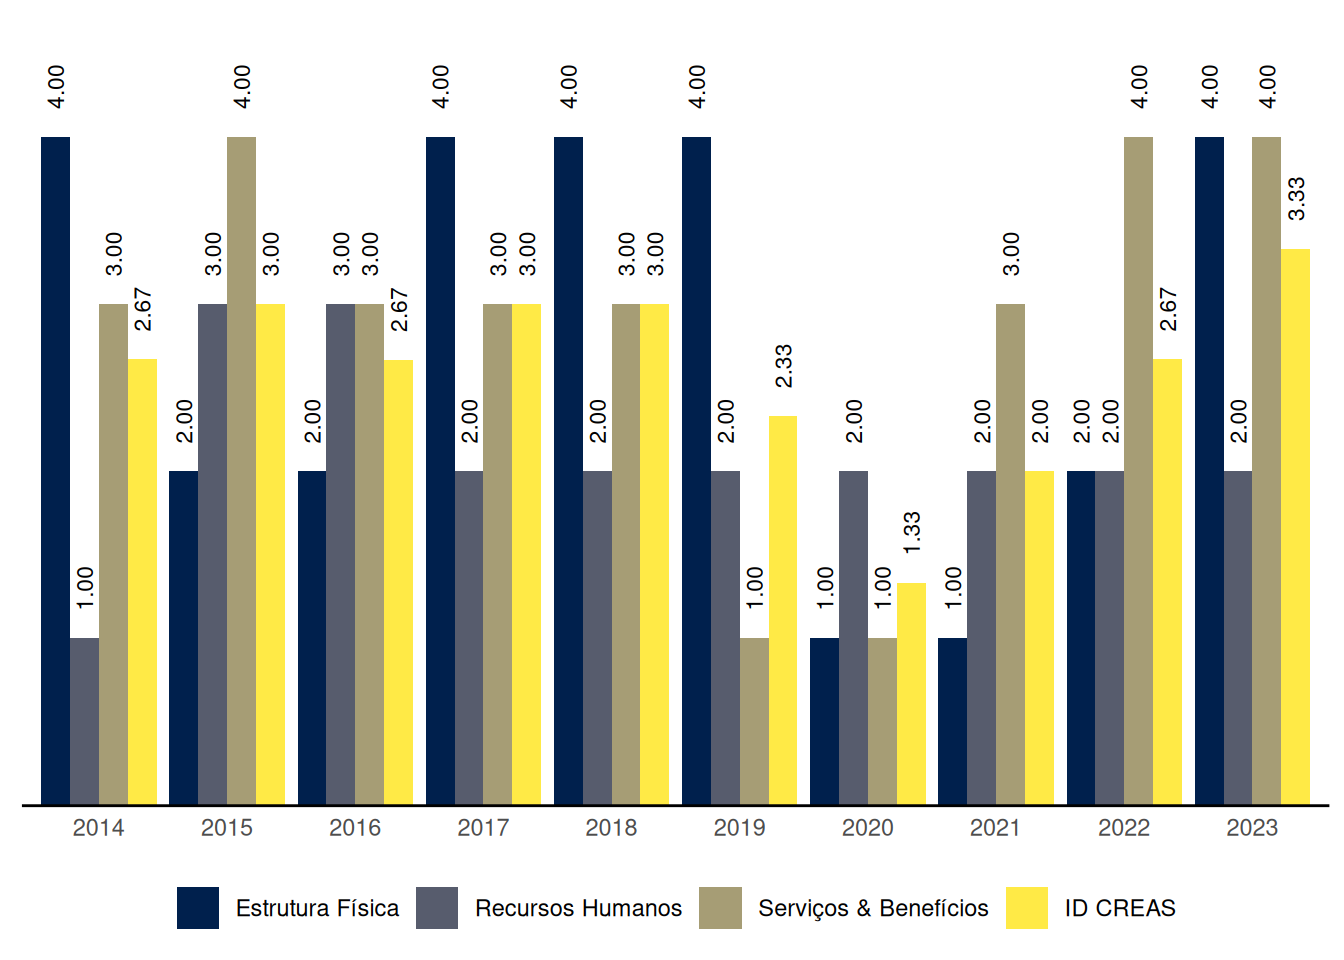 4.00 1.00 3.00 2.67 2.00 3.00 4.00 3.00 2.00 3.00 3.00 2.67 4.00 2.00 3.00 3.00 4.00 2.00 3.00 3.00 4.00 2.00 1.00 2.33 1.00 2.00 1.00 1.33 1.00 2.00 3.00 2.00 2.00 2.00 4.00 2.67 4.00 2.00 4.00 3.33
2014 2015 2016 2017 2018 2019 2020 2021 2022 2023
Estrutura Física Recursos Humanos Serviços & Benefícios ID CREAS